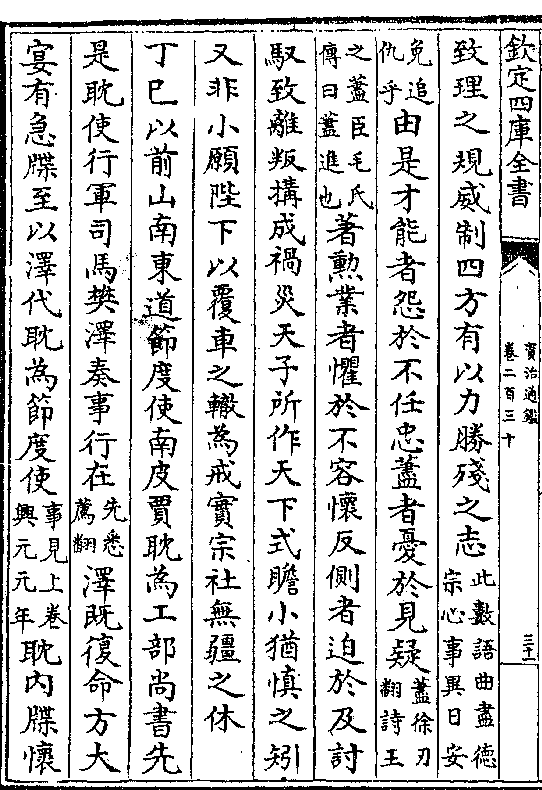 欽定四庫全書
資治通鑑
卷二百三十
三十一
致理之規威制四方有以力勝殘之志此數語曲盡德宗心事異日安
免追仇乎由是才能者怨於不任忠藎者憂於見疑藎徐刃翻詩王
之藎臣毛氏傳曰藎進也著勲業者懼於不容懷反側者迫於及討
馭致離叛搆成禍災天子所作天下式瞻小猶慎之矧
又非小願陛下以覆車之轍為戒實宗社無疆之休
丁巳以前山南東道節度使南皮賈耽為工部尚書先
是耽使行軍司馬樊澤奏事行在先悉薦翻澤既復命方大
宴有急牒至以澤代耽為節度使事見上卷興元元年耽內牒懷